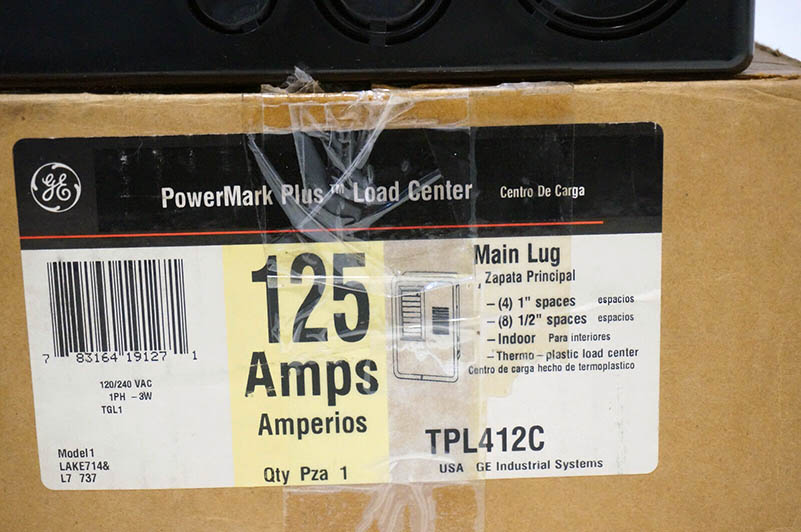 GE
PowerMark Plus™ Load Center Centro De Carga
7 83164 19127 1
120/240 VAC
1PH -3W
TGL1
Model 1
LAKE714&
L7 737
125
Amps
Amperios
Qty Pza 1
Main Lug
Zapata Principal
-(4) 1" spaces espacios
-(8) 1/2" spaces espacios
-Indoor Para interiores
-Thermo-plastic load center
Centro de carga hecho de termoplastico
TPL412C
USA GE Industrial Systems